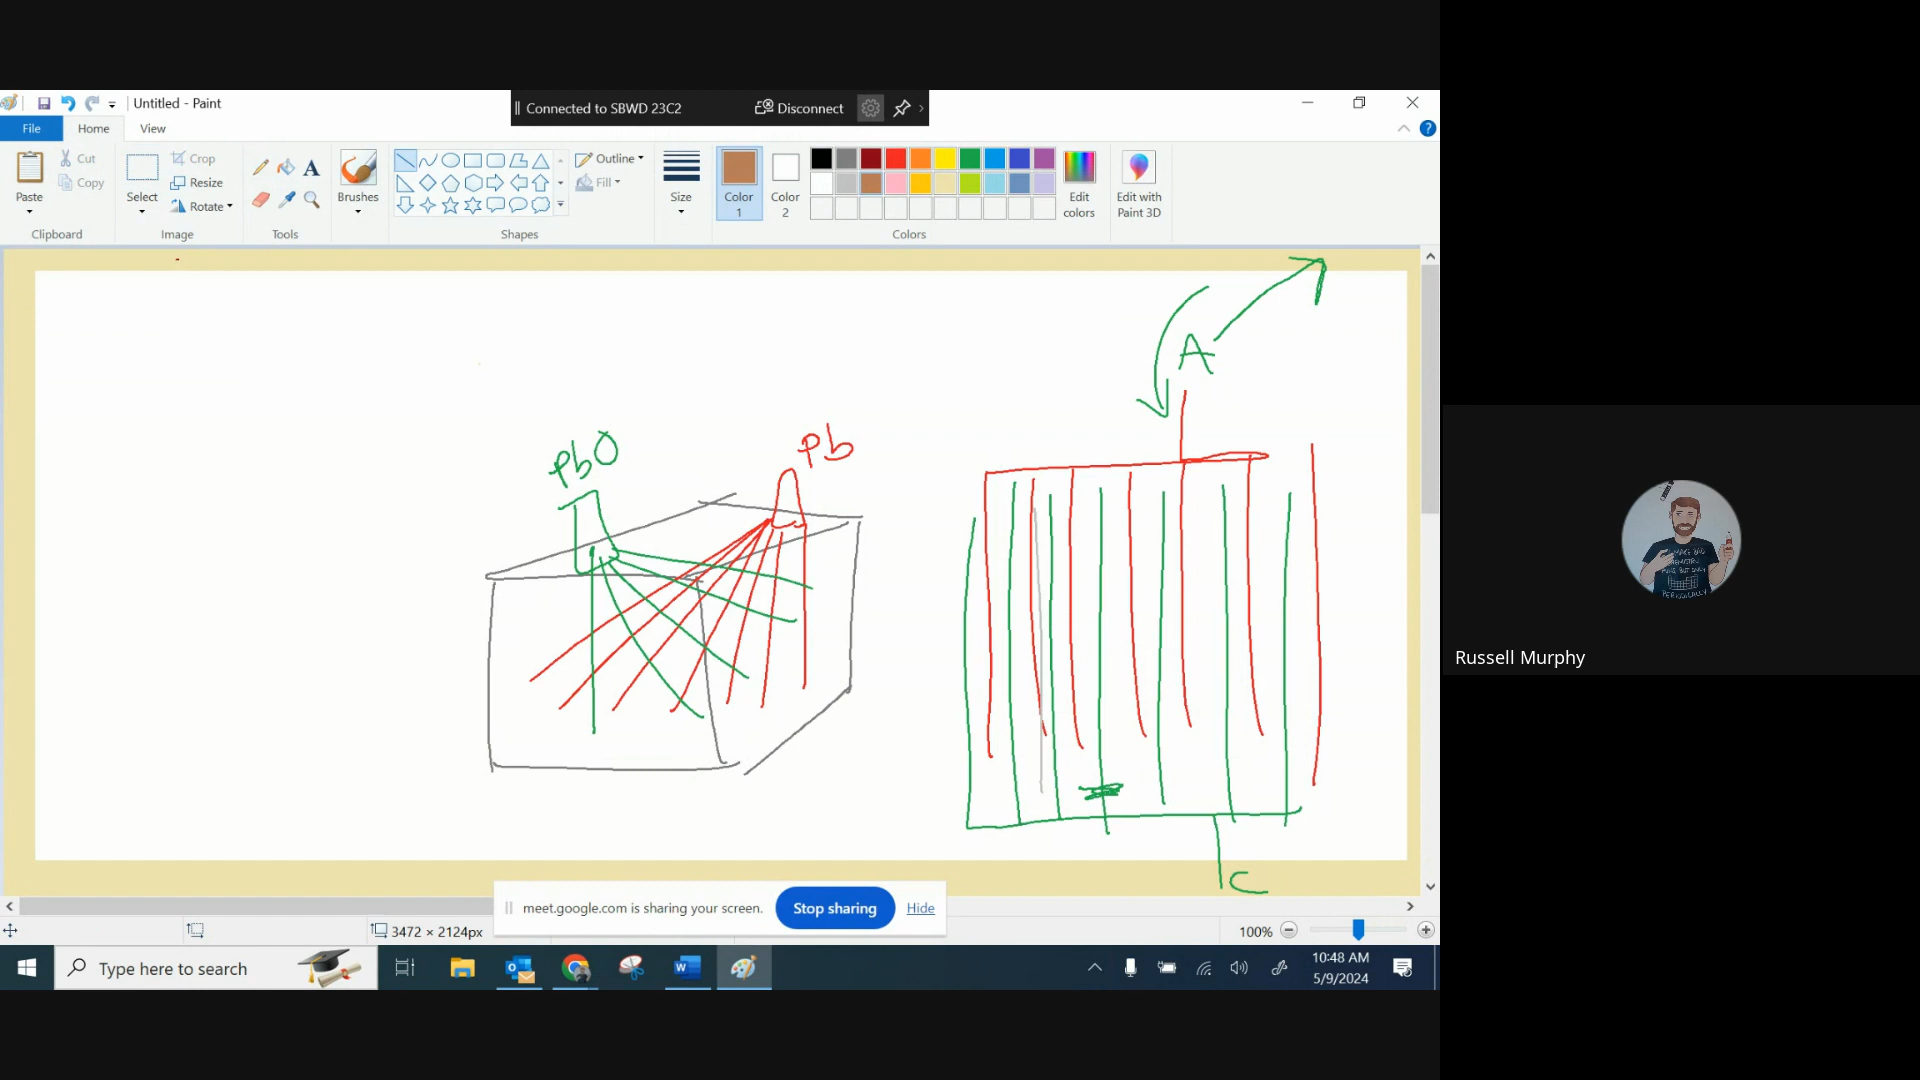 Untitled - Paint
Connected to SBWD 23C2
Disconnect
File
Home
View
Paste
Cut
Copy
Clipboard
Select
Crop
Resize
Rotate
Image
A
Tools
Brushes
Outline
Fill
Shapes
Size
Color 1
Color 2
Edit colors
Colors
Edit with Paint 3D
A
PbO
Pb
C
Russell Murphy
meet.google.com is sharing your screen.
Stop sharing
Hide
3472 × 2124px
100%
Type here to search
10:48 AM
5/9/2024